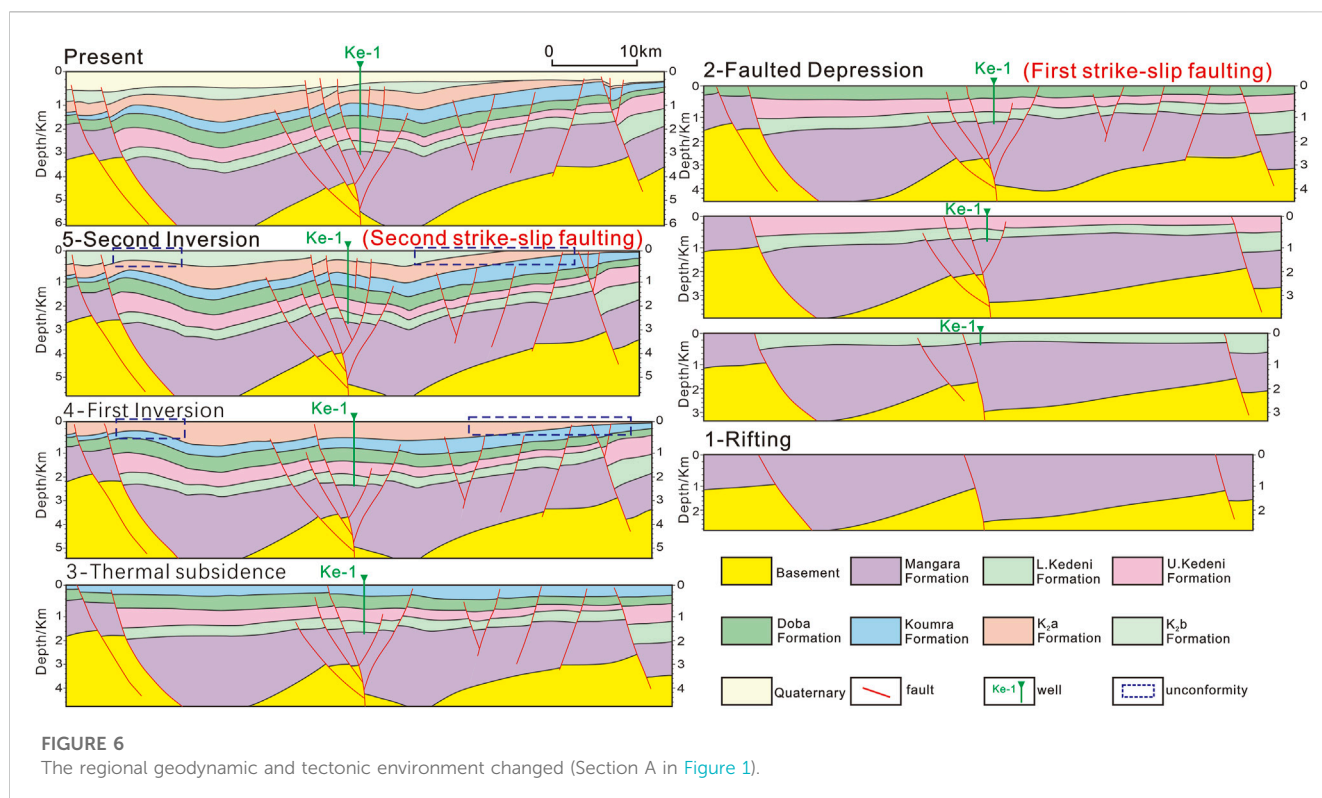 Present
0 10km
Ke-1
Depth/Km
0
1
2
3
4
5
6
0
1
2
3
4
5
6
5-Second Inversion
Ke-1
(Second strike-slip faulting)
Depth/Km
0
1
2
3
4
5
0
1
2
3
4
5
4-First Inversion
Ke-1
Depth/Km
0
1
2
3
4
5
0
1
2
3
4
5
3-Thermal subsidence
Ke-1
Depth/Km
0
1
2
3
4
0
1
2
3
4
2-Faulted Depression
Ke-1
(First strike-slip faulting)
Depth/Km
0
1
2
3
4
0
1
2
3
4
Ke-1
Depth/Km
0
1
2
3
0
1
2
3
Ke-1
Depth/Km
0
1
2
3
0
1
2
3
1-Rifting
Depth/Km
0
1
2
0
1
2
Basement
Mangara Formation
L.Kedeni Formation
U.Kedeni Formation
Doba Formation
Koumra Formation
K₂a Formation
K₂b Formation
Quaternary
fault
Ke-1
well
unconformity
FIGURE 6
The regional geodynamic and tectonic environment changed (Section A in Figure 1).